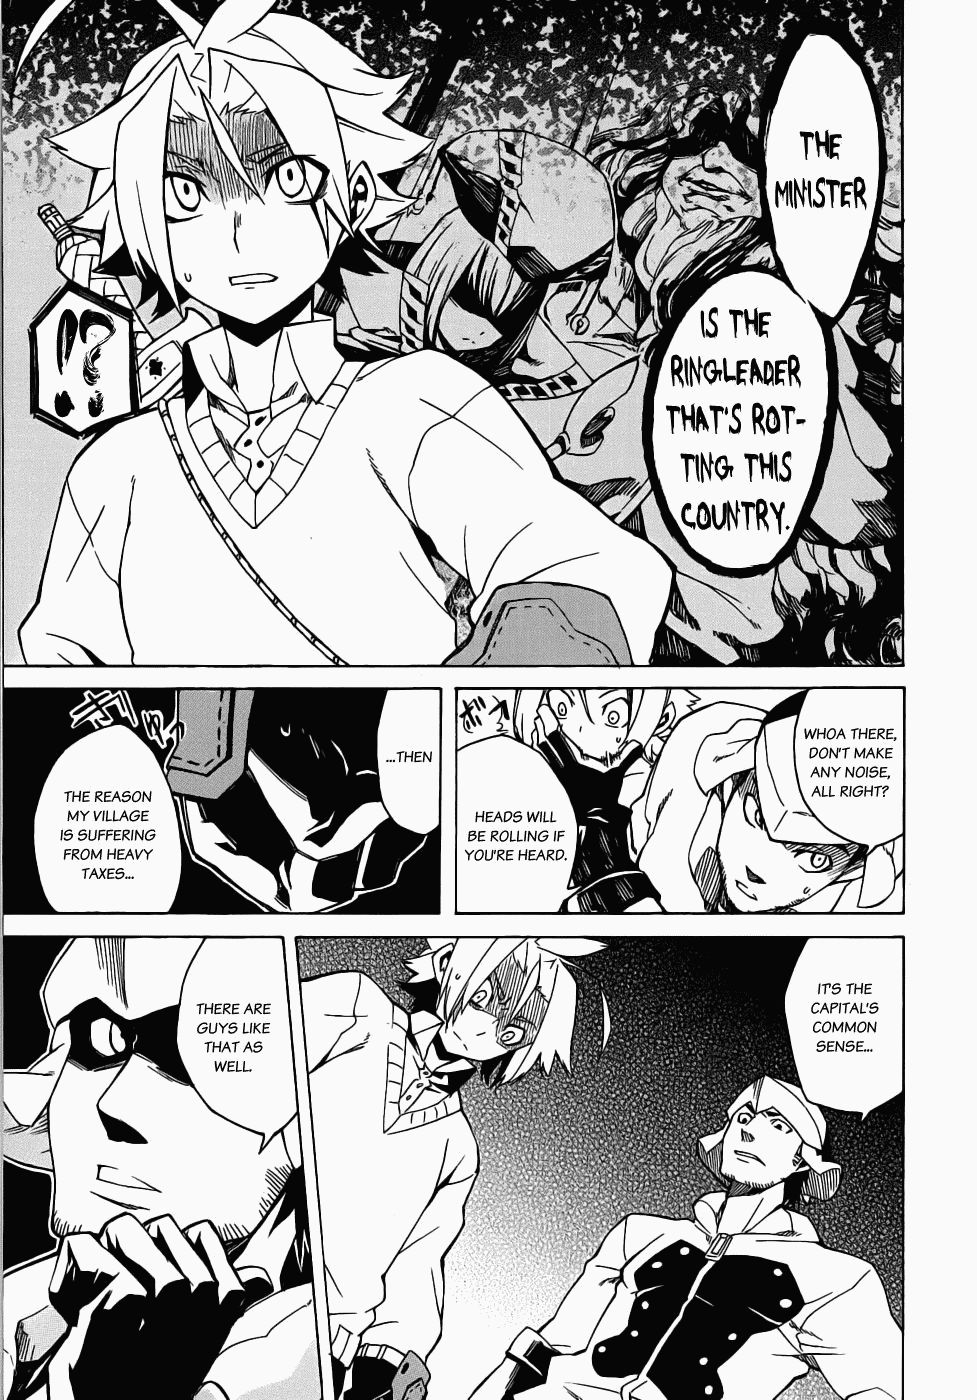 THE
MINISTER
IS THE
RINGLEADER
THAT'S ROT-
TING THIS
COUNTRY.
WHOA THERE,
DON'T MAKE
ANY NOISE,
ALL RIGHT?
HEADS WILL
BE ROLLING IF
YOU'RE HEARD.
...THEN
THE REASON
MY VILLAGE
IS SUFFERING
FROM HEAVY
TAXES...
IT'S THE
CAPITAL'S
COMMON
SENSE...
THERE ARE
GUYS LIKE
THAT AS
WELL.